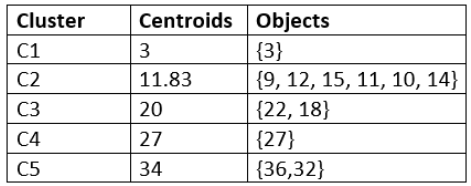 Cluster Centroids Objects
C1 3 {3}
C2 11.83 {9, 12, 15, 11, 10, 14}
C3 20 {22, 18}
C4 27 {27}
C5 34 {36,32}